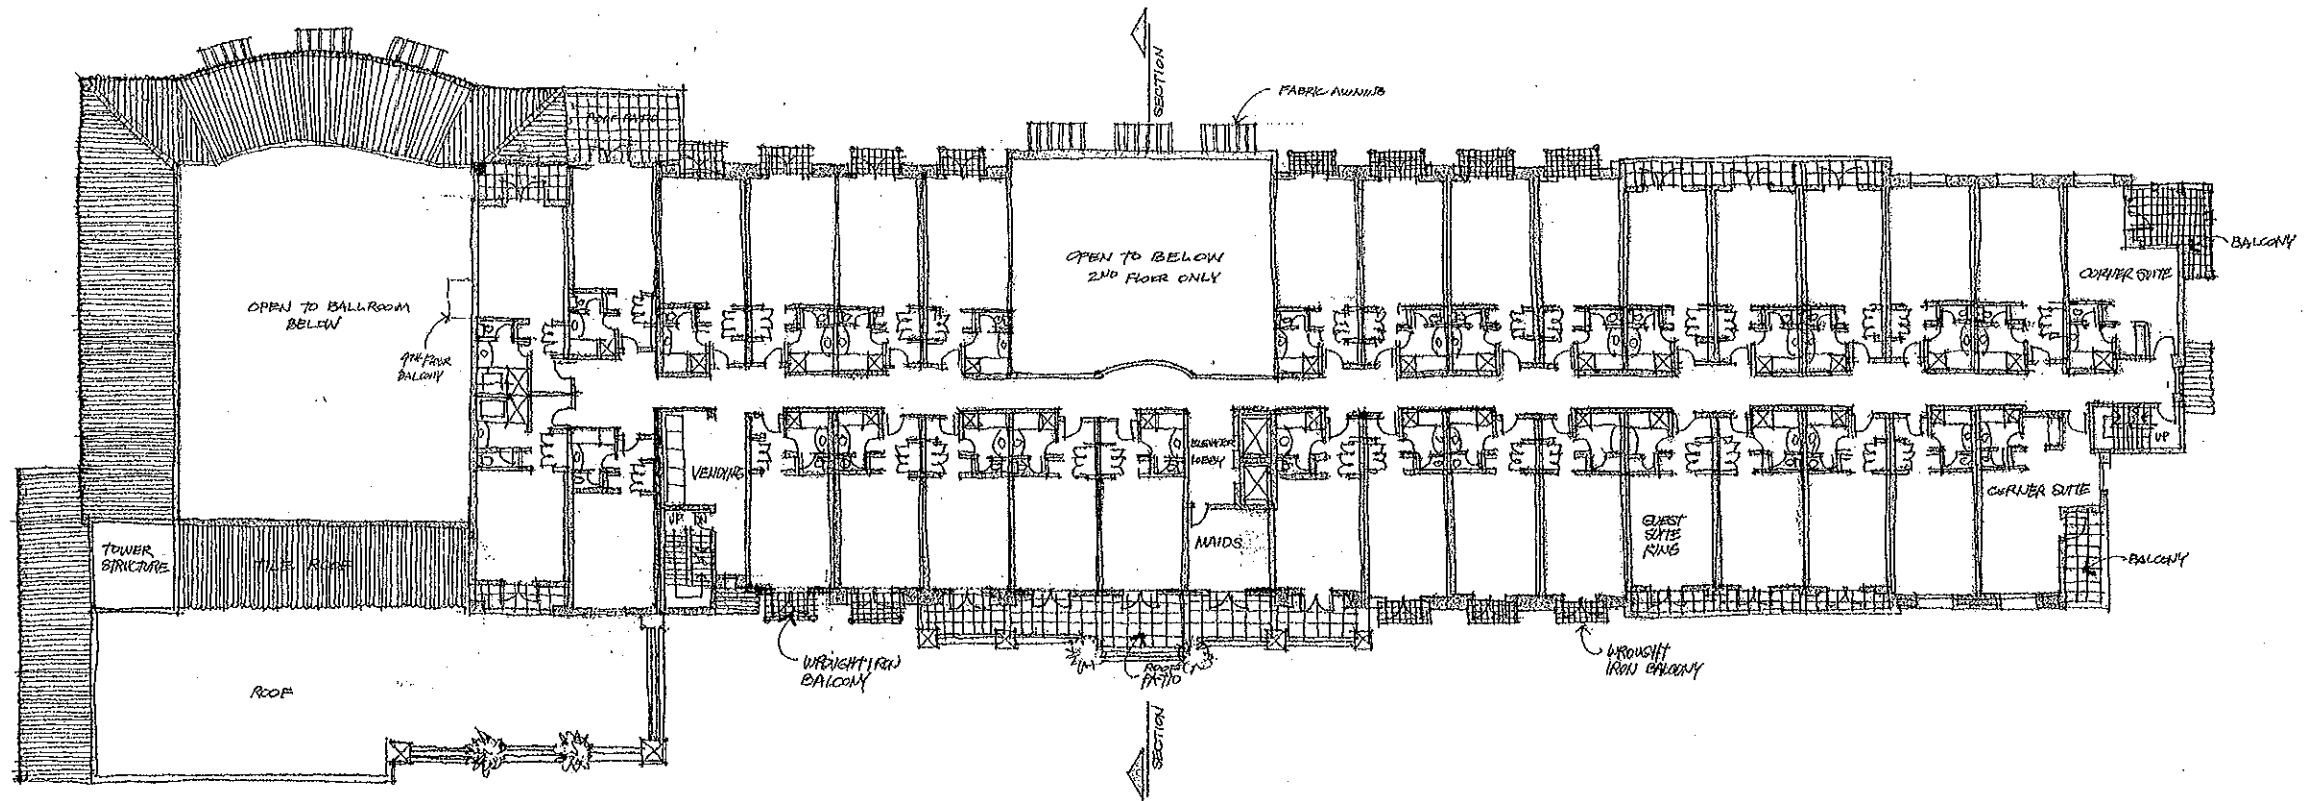 SECTION
FABRIC AWNING
ROOF PATIO
BALCONY
OPEN TO BELOW
2ND FLOOR ONLY
CORNER SUITE
OPEN TO BALLROOM
BELOW
4TH FLOOR
BALCONY
ELEVATOR
LOBBY
UP
VENDING
CORNER SUITE
UP
DN
GUEST
SUITE
KING
MAIDS
TOWER
STRUCTURE
TILE ROOF
BALCONY
WROUGHT IRON
BALCONY
ROOF
PATIO
WROUGHT
IRON BALCONY
ROOF
SECTION